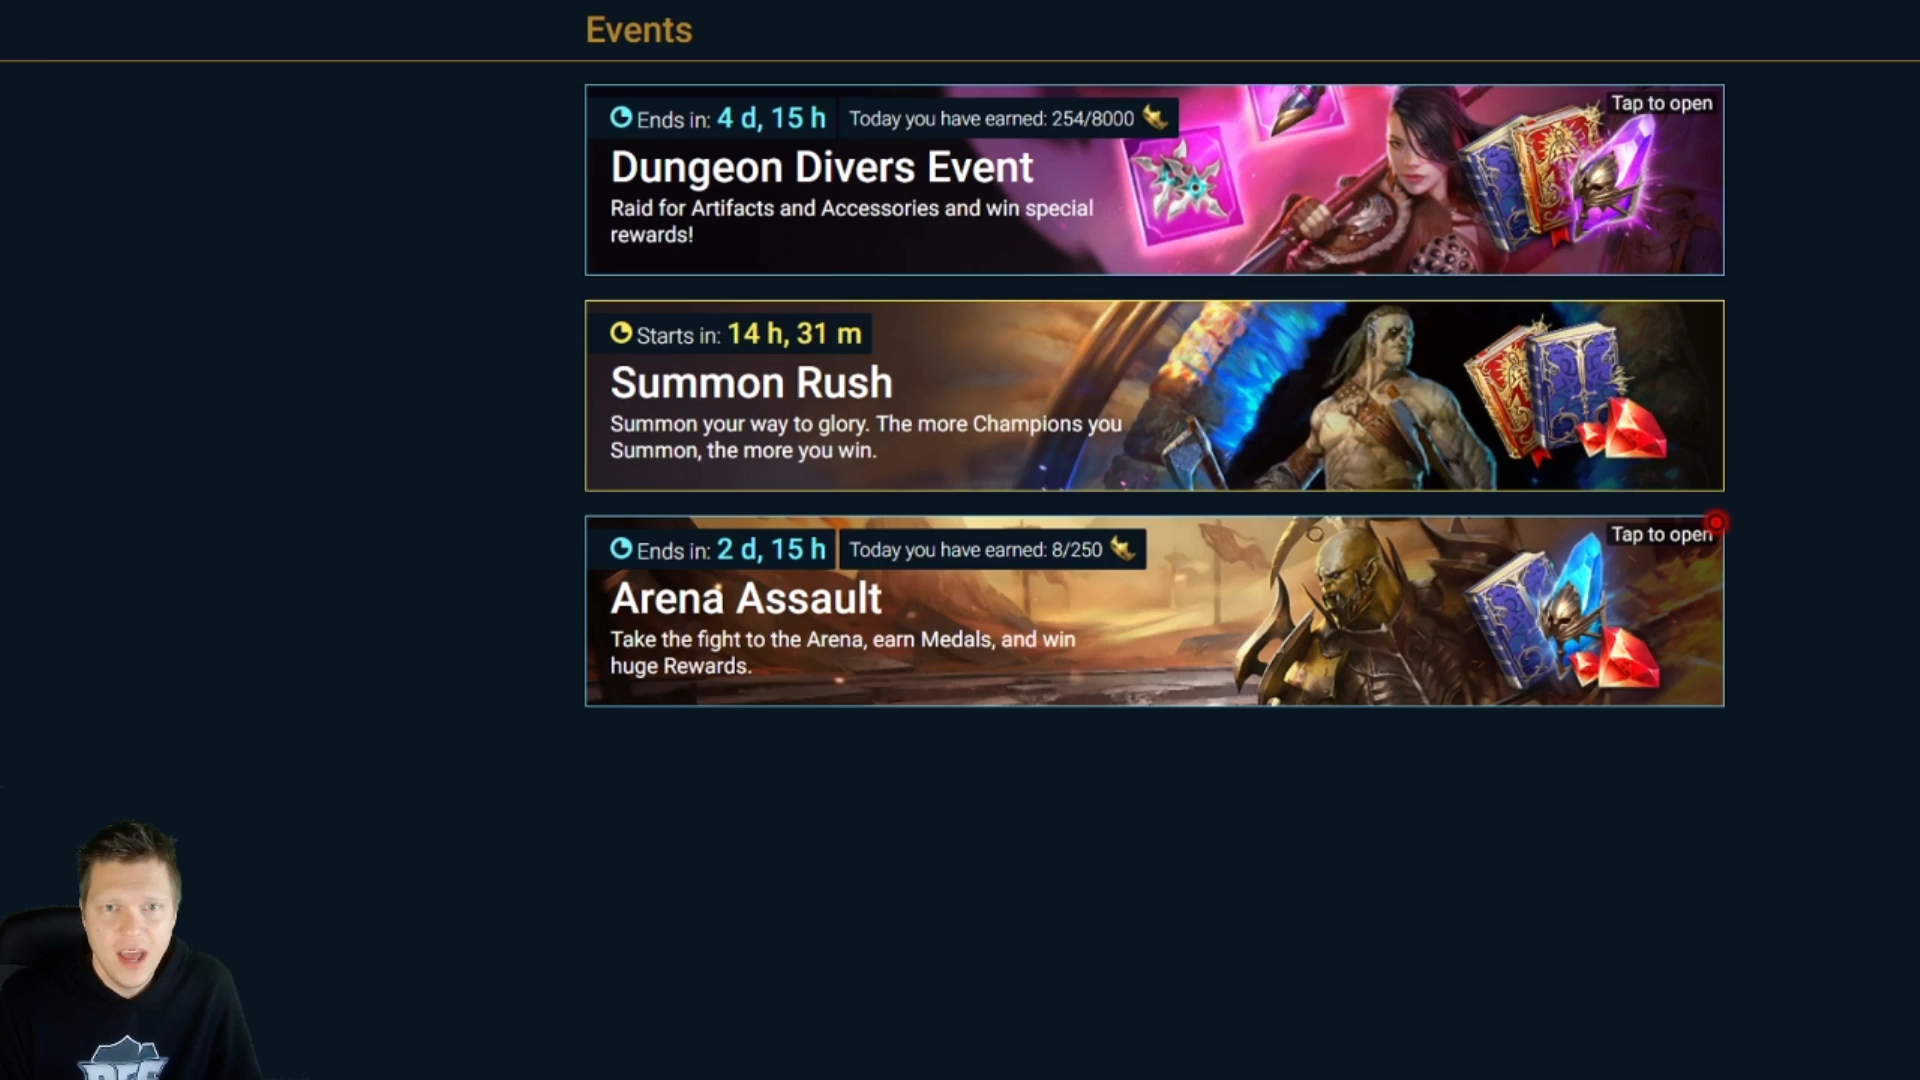 Events
Ends in: 4 d, 15 h Today you have earned: 254/8000
Tap to open
Dungeon Divers Event
Raid for Artifacts and Accessories and win special
rewards!
Starts in: 14 h, 31 m
Summon Rush
Summon your way to glory. The more Champions you
Summon, the more you win.
Ends in: 2 d, 15 h Today you have earned: 8/250
Tap to open
Arena Assault
Take the fight to the Arena, earn Medals, and win
huge Rewards.